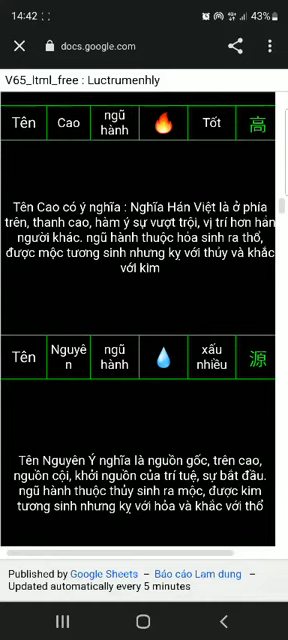 14:42
43%
docs.google.com
V65_ltml_free : Luctrumenhly
Tên Cao ngũ hành Tốt 高
Tên Cao có ý nghĩa : Nghĩa Hán Việt là ở phía
trên, thanh cao, hàm ý sự vượt trội, vị trí hơn hẳn
người khác. ngũ hành thuộc hỏa sinh ra thổ,
được mộc tương sinh nhưng kỵ với thủy và khắc
với kim
Tên Nguyên ngũ hành xấu nhiều 源
Tên Nguyên Ý nghĩa là nguồn gốc, trên cao,
nguồn cội, khởi nguồn của trí tuệ, sự bắt đầu.
ngũ hành thuộc thủy sinh ra mộc, được kim
tương sinh nhưng kỵ với hỏa và khắc với thổ
Published by Google Sheets – Báo cáo Lam dung –
Updated automatically every 5 minutes